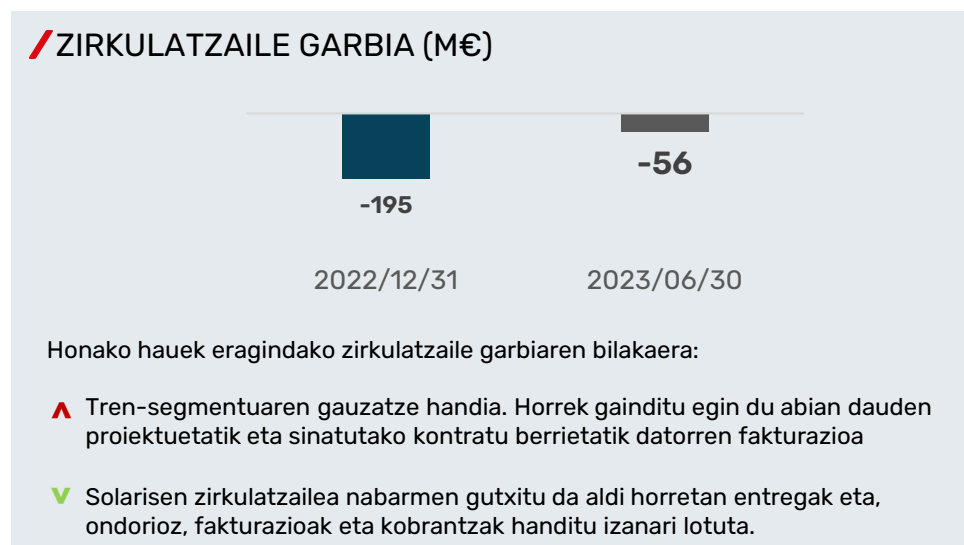 ZIRKULATZAILE GARBIA (M€)
-195
-56
2022/12/31
2023/06/30
Honako hauek eragindako zirkulatzaile garbiaren bilakaera:
Tren-segmentuaren gauzatze handia. Horrek gainditu egin du abian dauden
proiektuetatik eta sinatutako kontratu berrietatik datorren fakturazioa
Solarisen zirkulatzailea nabarmen gutxitu da aldi horretan entregak eta,
ondorioz, fakturazioak eta kobrantzak handitu izanari lotuta.